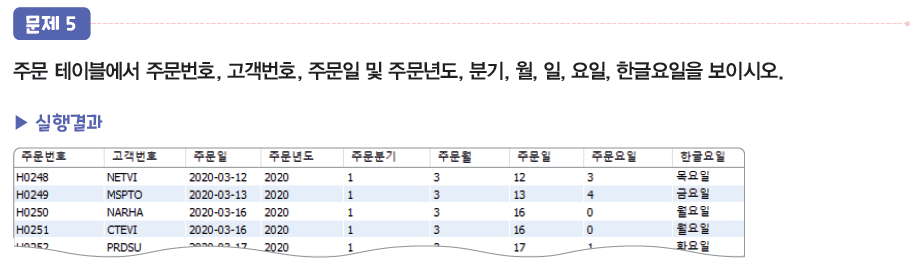 문제 5
주문 테이블에서 주문번호, 고객번호, 주문일 및 주문년도, 분기, 월, 일, 요일, 한글요일을 보이시오.
▶ 실행결과
주문번호 고객번호 주문일 주문년도 주문분기 주문월 주문일 주문요일 한글요일
H0248 NETVI 2020-03-12 2020 1 3 12 3 목요일
H0249 MSPTO 2020-03-13 2020 1 3 13 4 금요일
H0250 NARHA 2020-03-16 2020 1 3 16 0 월요일
H0251 CTEVI 2020-03-16 2020 1 3 16 0 월요일
H0252 PRDSU 2020-03-17 2020 1 3 17 1 화요일